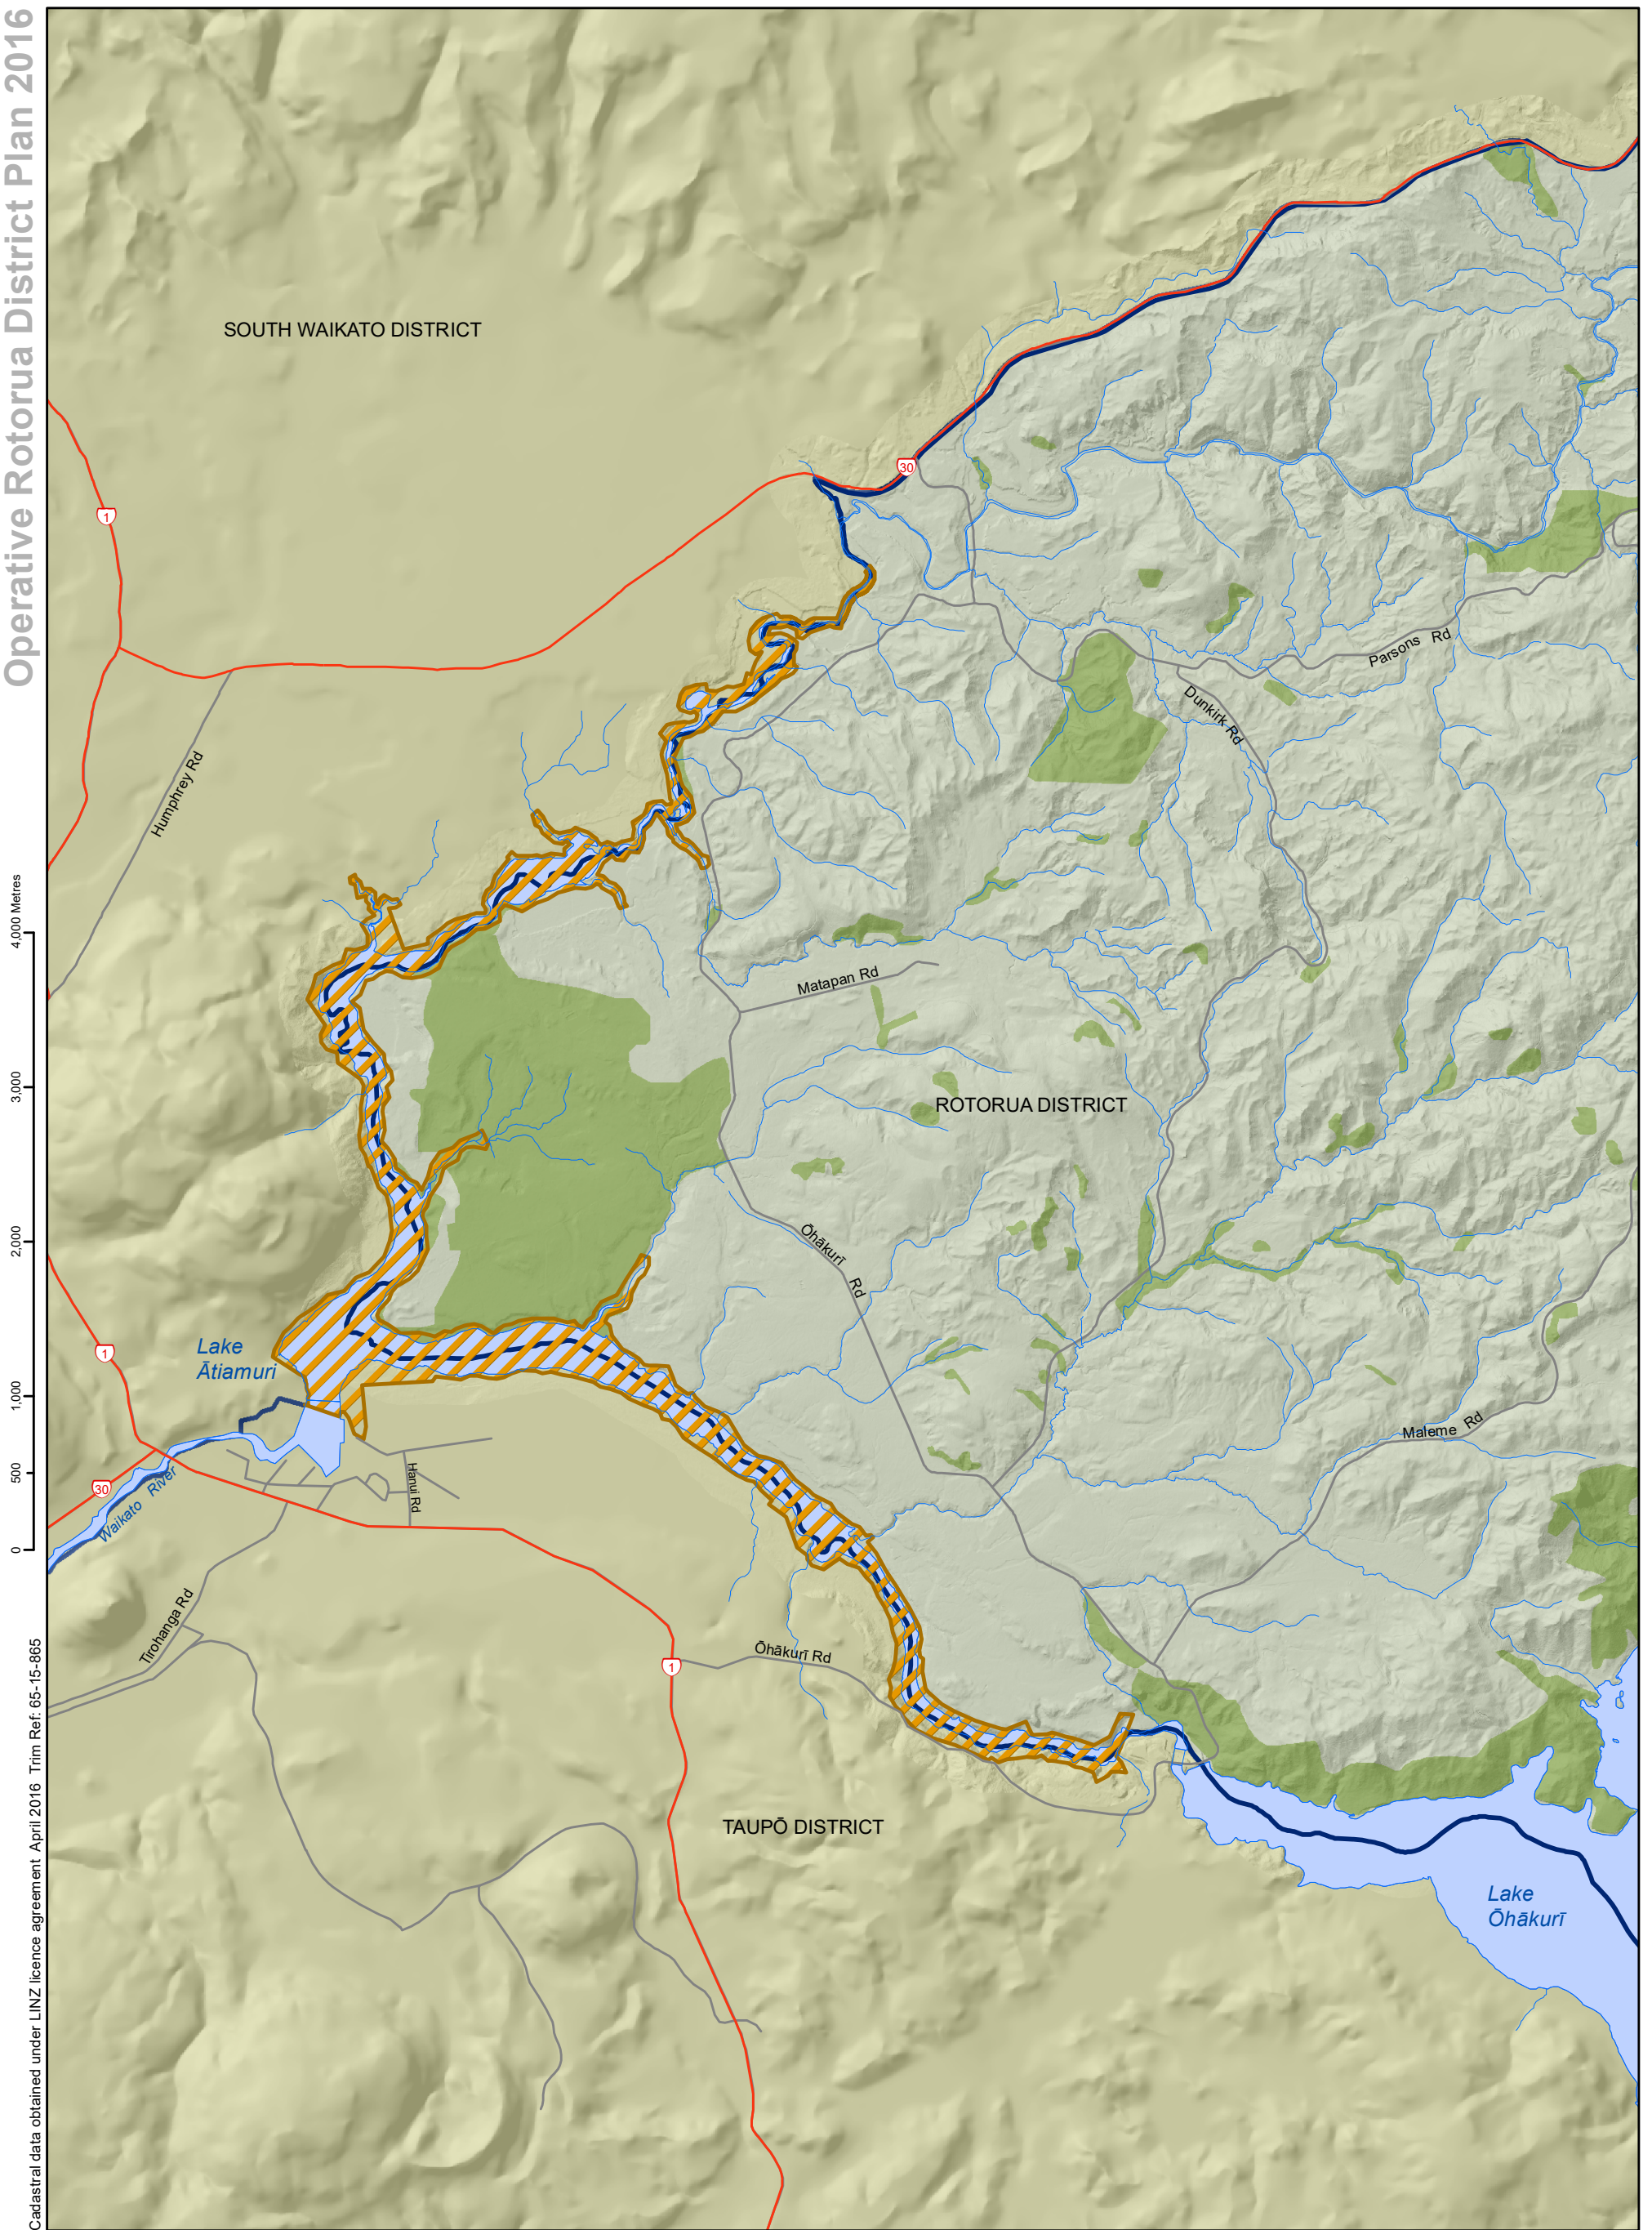 Operative Rotorua District Plan 2016
SOUTH WAIKATO DISTRICT
30
1
Parsons Rd
Dunkirk Rd
Humphrey Rd
4,000 Metres
Matapan Rd
3,000
ROTORUA DISTRICT
2,000
Ōhākurī Rd
Lake
Ātiamuri
1
1,000
Maleme Rd
500
30
Waikato River
Hanui Rd
0
Tirohanga Rd
Ōhākurī Rd
1
TAUPŌ DISTRICT
Lake
Ōhākurī
Cadastral data obtained under LINZ licence agreement April 2016 Trim Ref: 65-15-865